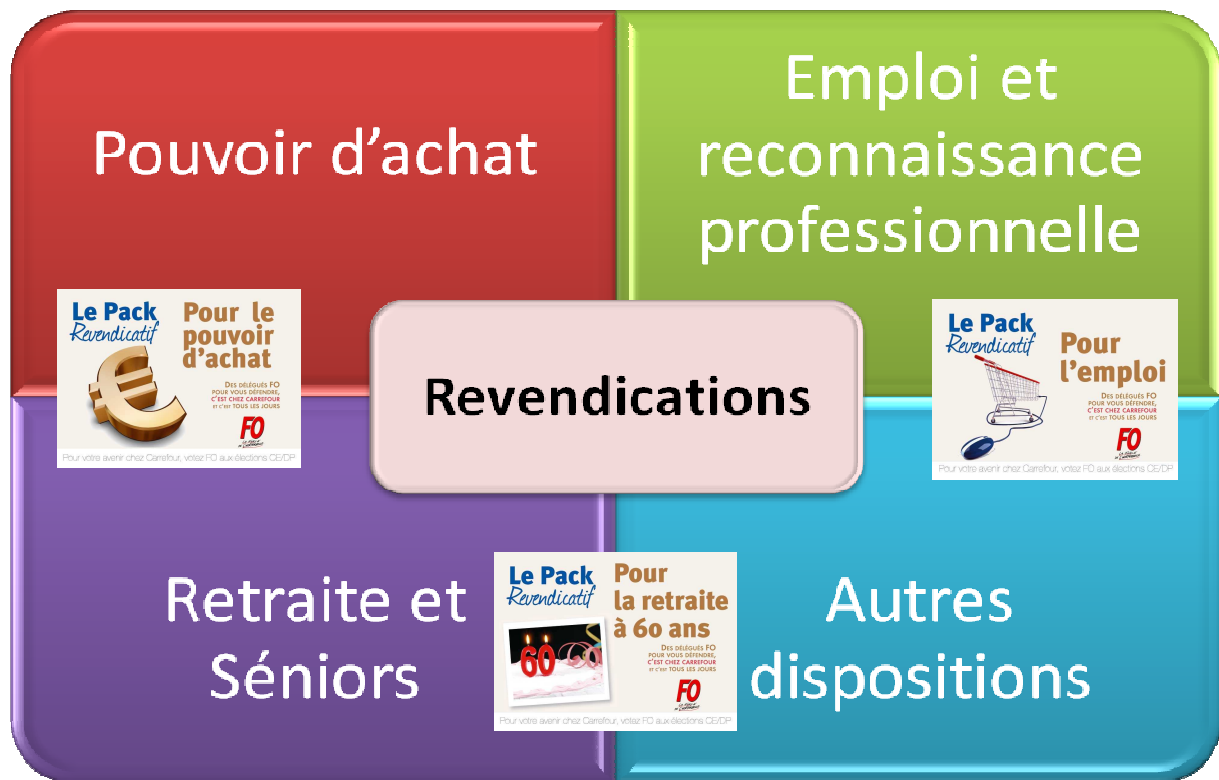 Pouvoir d'achat
Emploi et
reconnaissance
professionnelle
Le Pack
Revendicatif
Pour le
pouvoir
d'achat
DES DÉLÉGUÉS FO
POUR VOUS DÉFENDRE,
C'EST CHEZ CARREFOUR
ET C'EST TOUS LES JOURS
FO
Pour votre avenir chez Carrefour, votez FO aux élections CE/DP
Revendications
Le Pack
Revendicatif
Pour
l'emploi
DES DÉLÉGUÉS FO
POUR VOUS DÉFENDRE,
C'EST CHEZ CARREFOUR
ET C'EST TOUS LES JOURS
FO
Pour votre avenir chez Carrefour, votez FO aux élections CE/DP
Retraite et
Séniors
Le Pack
Revendicatif
Pour
la retraite
à 60 ans
60
DES DÉLÉGUÉS FO
POUR VOUS DÉFENDRE,
C'EST CHEZ CARREFOUR
ET C'EST TOUS LES JOURS
FO
Pour votre avenir chez Carrefour, votez FO aux élections CE/DP
Autres
dispositions